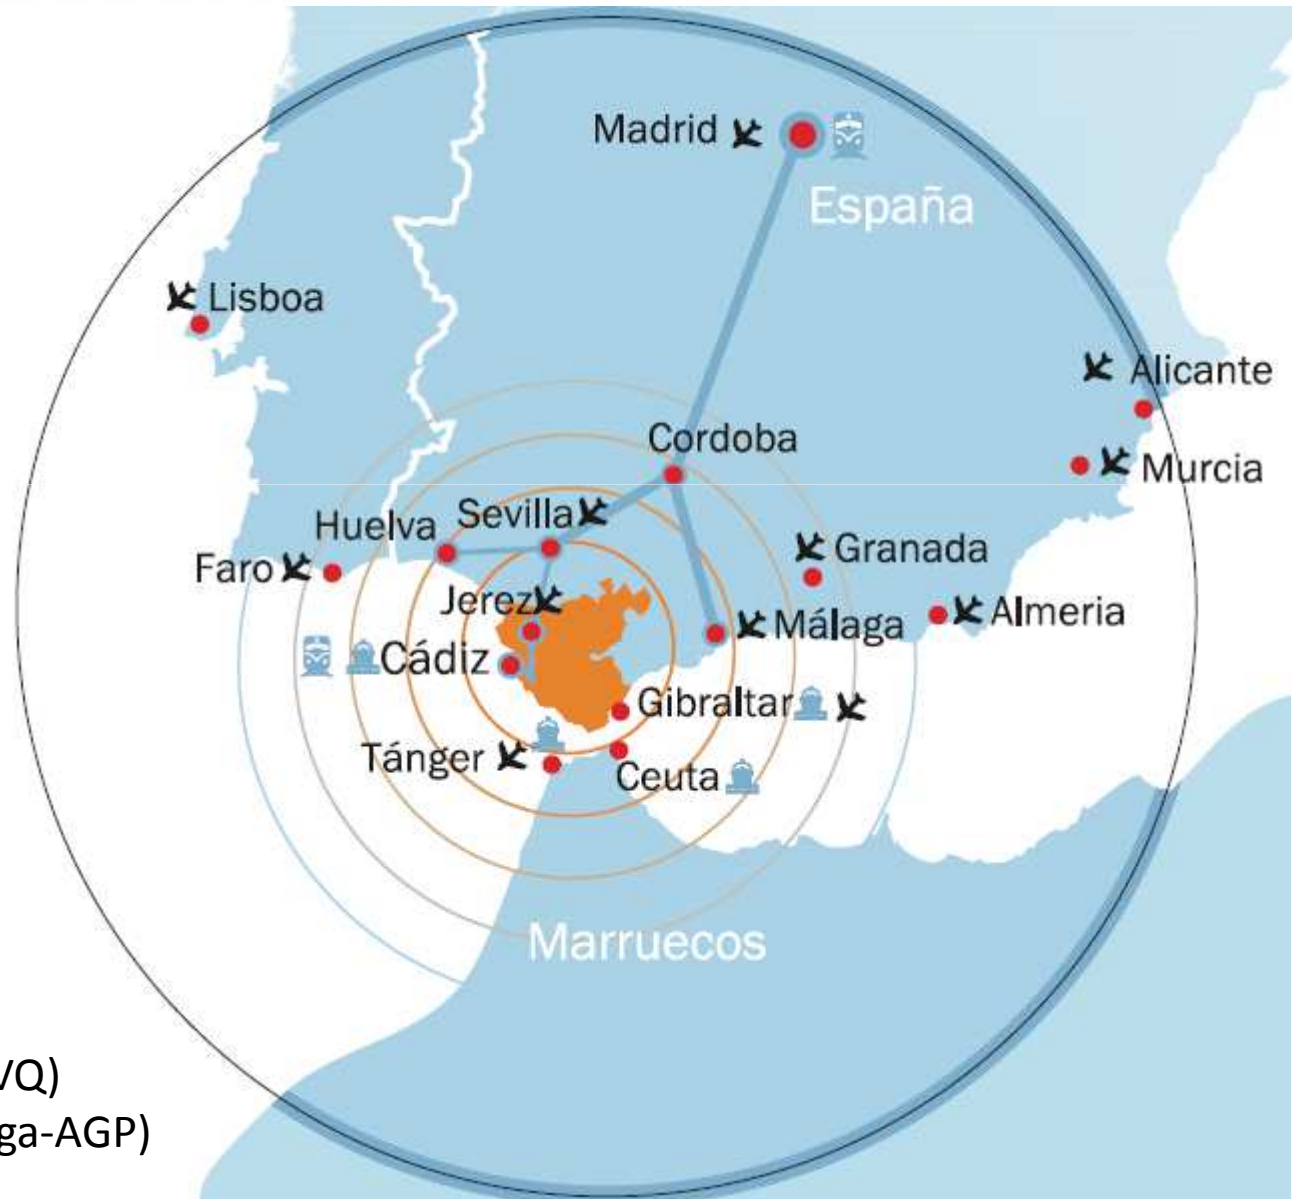 Madrid
España
Lisboa
Alicante
Cordoba
Murcia
Huelva
Sevilla
Granada
Faro
Jerez
Almeria
Málaga
Cádiz
Gibraltar
Tánger
Ceuta
Marruecos
VQ)
ga-AGP)